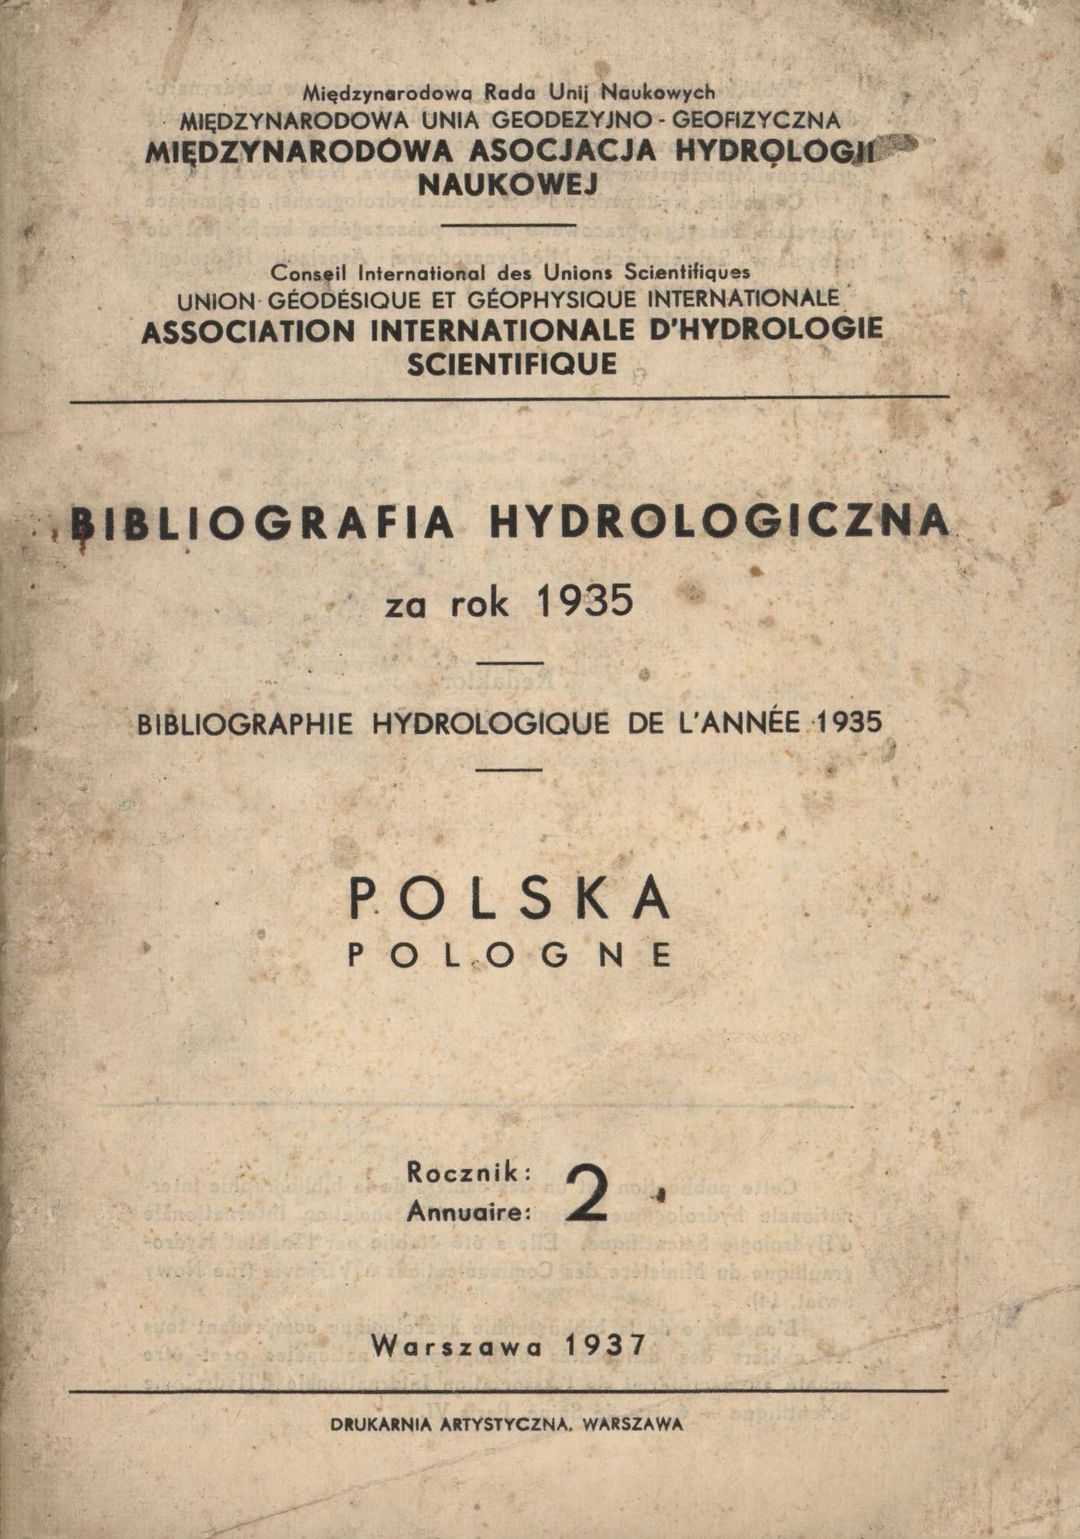 Międzynarodowa Rada Unij Naukowych
MIĘDZYNARODOWA UNIA GEODEZYJNO - GEOFIZYCZNA
MIĘDZYNARODOWA ASOCJACJA HYDROLOGJI
NAUKOWEJ
Conseil International des Unions Scientifiques
UNION GÉODÉSIQUE ET GÉOPHYSIQUE INTERNATIONALE
ASSOCIATION INTERNATIONALE D'HYDROLOGIE
SCIENTIFIQUE
BIBLIOGRAFIA HYDROLOGICZNA
za rok 1935
BIBLIOGRAPHIE HYDROLOGIQUE DE L'ANNÉE 1935
POLSKA
POLOGNE
Rocznik: 2
Annuaire:
Warszawa 1937
DRUKARNIA ARTYSTYCZNA, WARSZAWA